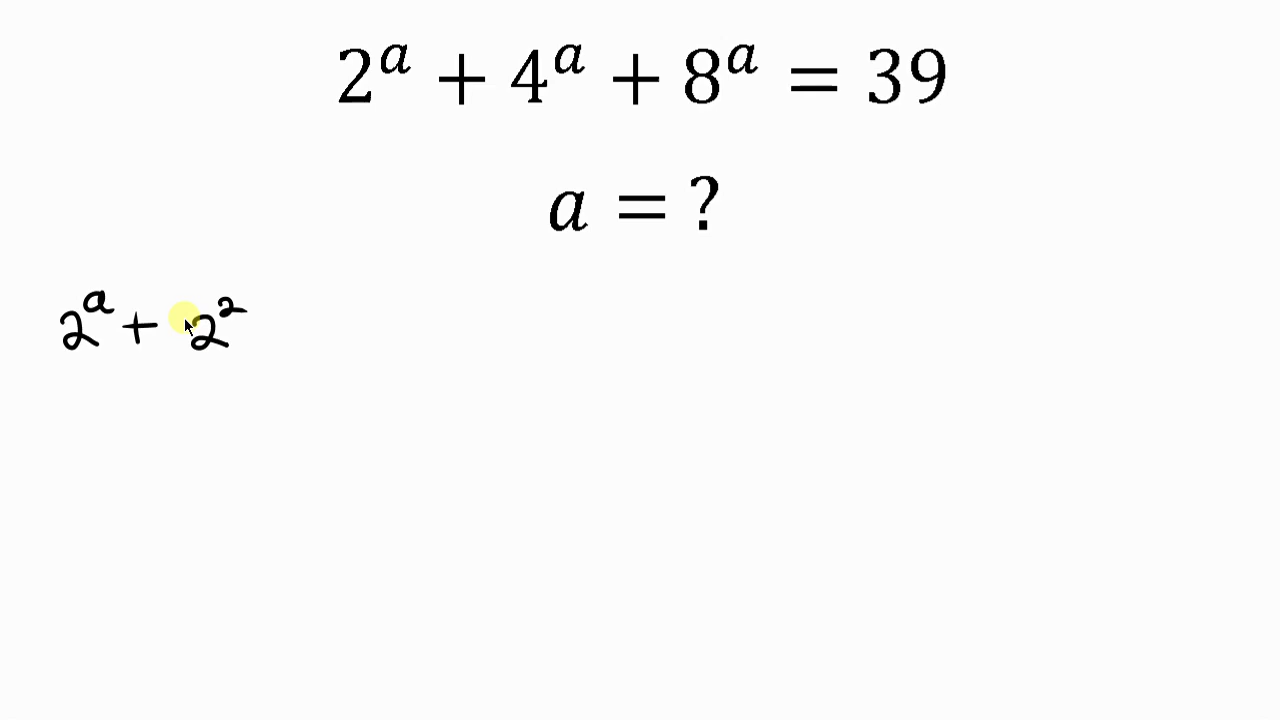 2^a + 4^a + 8^a = 39
a = ?
2^a + 2^2